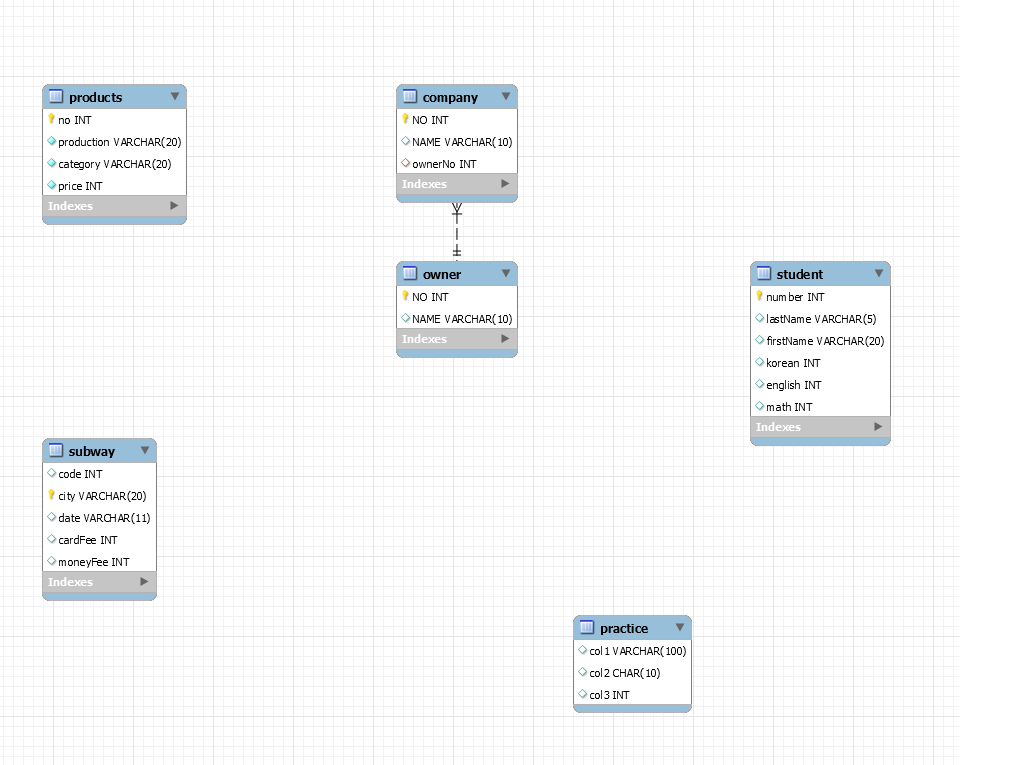 products
no INT
production VARCHAR(20)
category VARCHAR(20)
price INT
Indexes
company
NO INT
NAME VARCHAR(10)
ownerNo INT
Indexes
owner
NO INT
NAME VARCHAR(10)
Indexes
student
number INT
lastName VARCHAR(5)
firstName VARCHAR(20)
korean INT
english INT
math INT
Indexes
subway
code INT
city VARCHAR(20)
date VARCHAR(11)
cardFee INT
moneyFee INT
Indexes
practice
col1 VARCHAR(100)
col2 CHAR(10)
col3 INT